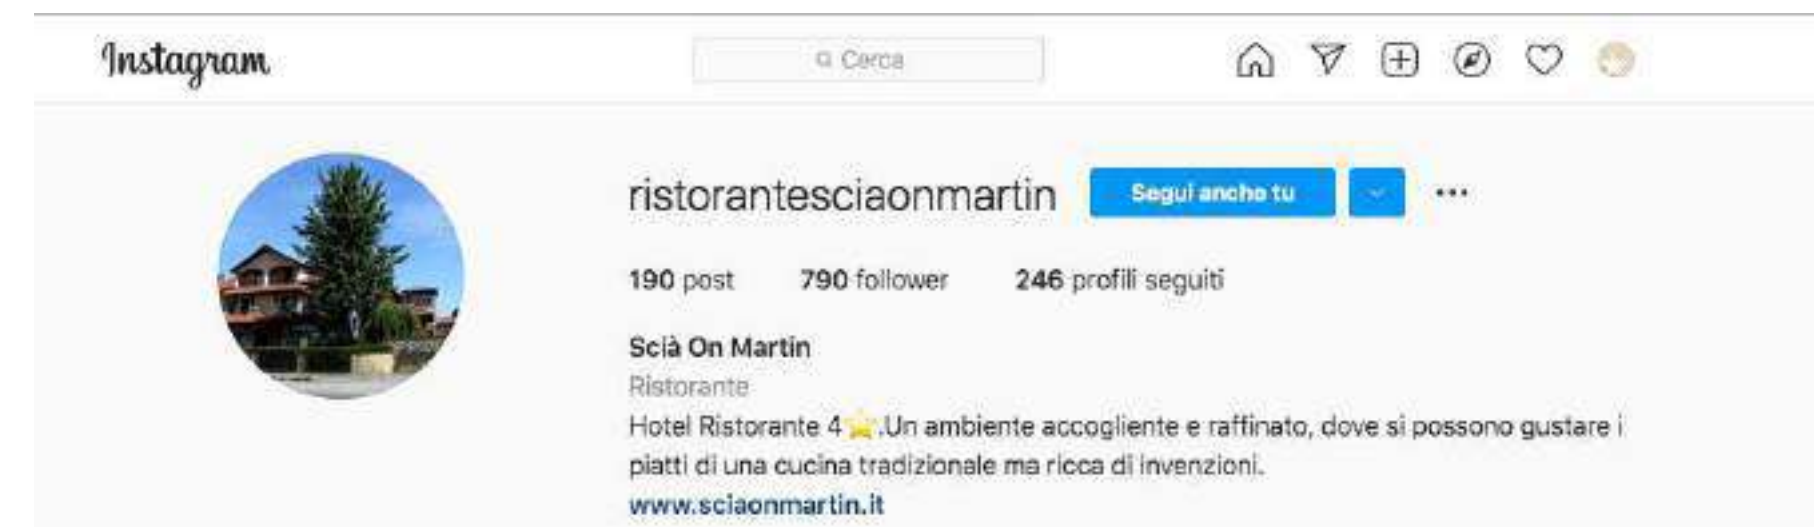 Instagram
Cerca
ristorantesciaonmartin Segui anche tu
190 post 790 follower 246 profili seguiti
Scià On Martin
Ristorante
Hotel Ristorante 4⭐.Un ambiente accogliente e raffinato, dove si possono gustare i
piatti di una cucina tradizionale ma ricca di invenzioni.
www.sciaonmartin.it